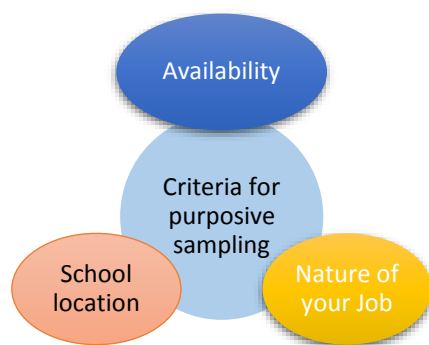 Availability
Criteria for
purposive
sampling
School
location
Nature of
your Job